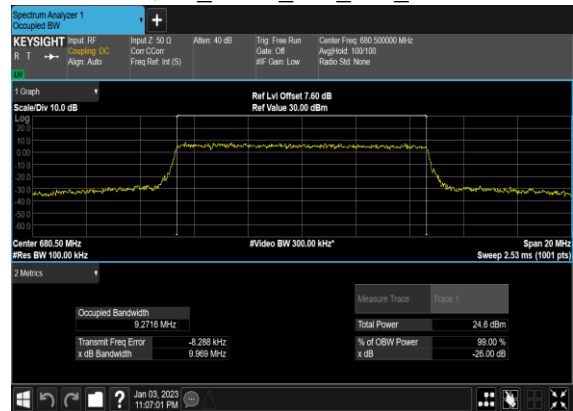 Spectrum Analyzer 1
Occupied BW
+
KEYSIGHT
R T
LXI
Input: RF
Coupling: DC
Align: Auto
Input Z: 50 Ω
Corr CCorr
Freq Ref: Int (S)
Atten: 40 dB
Trig: Free Run
Gate: Off
#IF Gain: Low
Center Freq: 680.500000 MHz
Avg|Hold: 100/100
Radio Std: None
1 Graph
Scale/Div 10.0 dB
Ref Lvl Offset 7.60 dB
Ref Value 30.00 dBm
Log
20.0
10.0
0.00
-10.0
-20.0
-30.0
-40.0
-50.0
-60.0
Center 680.50 MHz
#Res BW 100.00 kHz
#Video BW 300.00 kHz*
Span 20 MHz
Sweep 2.53 ms (1001 pts)
2 Metrics
Measure Trace Trace 1
Occupied Bandwidth
9.2716 MHz
Total Power 24.6 dBm
Transmit Freq Error -8.288 kHz
% of OBW Power 99.00 %
x dB Bandwidth 9.969 MHz
x dB -26.00 dB
?
Jan 03, 2023
11:07:01 PM